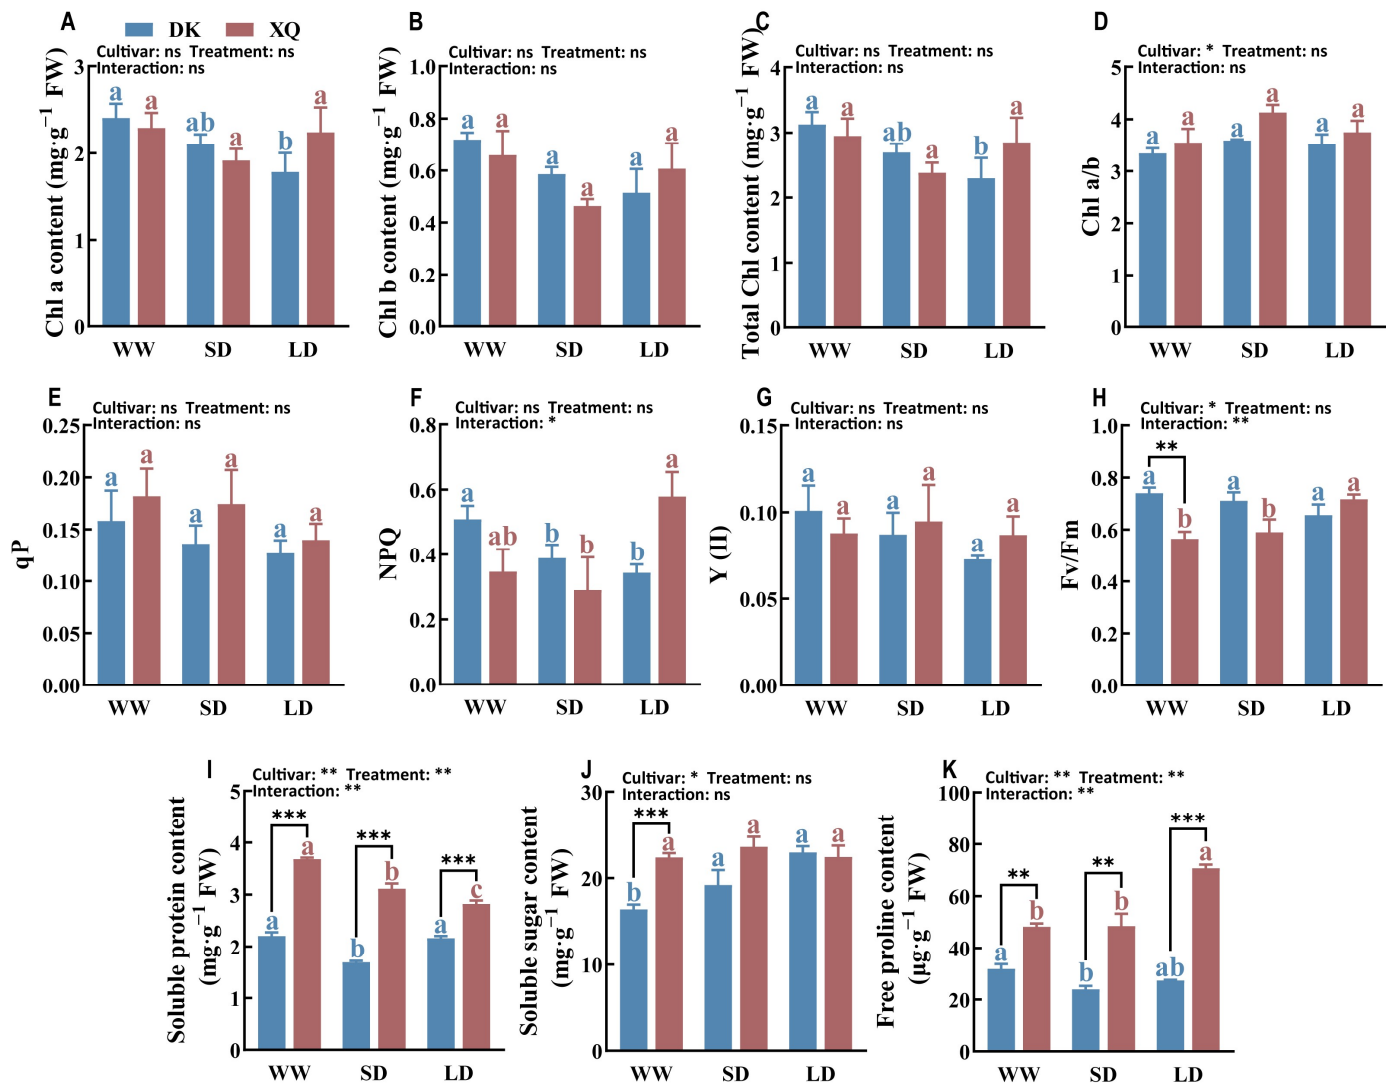 A
DK XQ
Cultivar: ns Treatment: ns
Interaction: ns
Chl a content (mg·g⁻¹ FW)
3
2
1
0
a a ab a b a
WW SD LD
B
Cultivar: ns Treatment: ns
Interaction: ns
Chl b content (mg·g⁻¹ FW)
1.0
0.8
0.6
0.4
0.2
0.0
a a a a a a
WW SD LD
C
Cultivar: ns Treatment: ns
Interaction: ns
Total Chl content (mg·g⁻¹ FW)
4
3
2
1
0
a a ab a b a
WW SD LD
D
Cultivar: * Treatment: ns
Interaction: ns
Chl a/b
5
4
3
2
1
0
a a a a a a
WW SD LD
E
Cultivar: ns Treatment: ns
Interaction: ns
qP
0.25
0.20
0.15
0.10
0.05
0.00
a a a a a a
WW SD LD
F
Cultivar: ns Treatment: ns
Interaction: *
NPQ
0.8
0.6
0.4
0.2
0.0
a ab b b b a
WW SD LD
G
Cultivar: ns Treatment: ns
Interaction: ns
Y (II)
0.15
0.10
0.05
0.00
a a a a a a
WW SD LD
H
Cultivar: * Treatment: ns
Interaction: **
Fv/Fm
1.0
0.8
0.6
0.4
0.2
0.0
**
a b a b a a
WW SD LD
I
Cultivar: ** Treatment: **
Interaction: **
Soluble protein content
(mg·g⁻¹ FW)
5
4
3
2
1
0
*** *** ***
a a b b a c
WW SD LD
J
Cultivar: * Treatment: ns
Interaction: ns
Soluble sugar content
(mg·g⁻¹ FW)
30
20
10
0
***
b a a a a a
WW SD LD
K
Cultivar: ** Treatment: **
Interaction: **
Free proline content
(μg·g⁻¹ FW)
100
80
60
40
20
0
** ** ***
a b b b ab a
WW SD LD